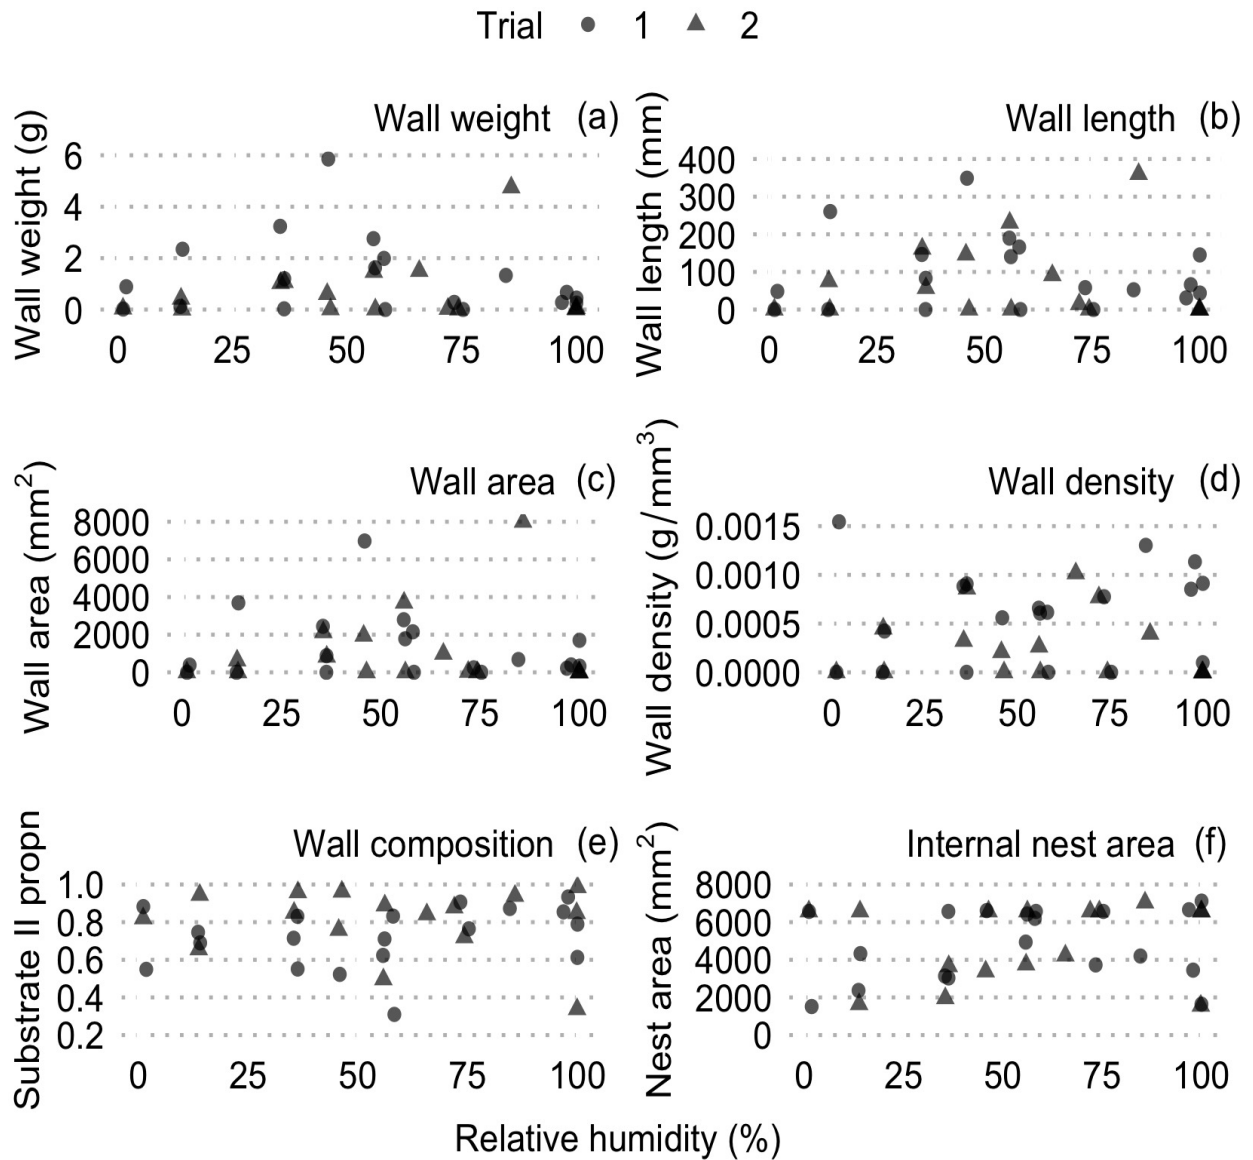 Trial 1 2
Wall weight (a)
Wall weight (g)
6
4
2
0
0 25 50 75 100
Wall length (b)
Wall length (mm)
400
300
200
100
0
0 25 50 75 100
Wall area (c)
Wall area (mm²)
8000
6000
4000
2000
0
0 25 50 75 100
Wall density (d)
Wall density (g/mm³)
0.0015
0.0010
0.0005
0.0000
0 25 50 75 100
Wall composition (e)
Substrate II propn
1.0
0.8
0.6
0.4
0.2
0 25 50 75 100
Internal nest area (f)
Nest area (mm²)
8000
6000
4000
2000
0
0 25 50 75 100
Relative humidity (%)